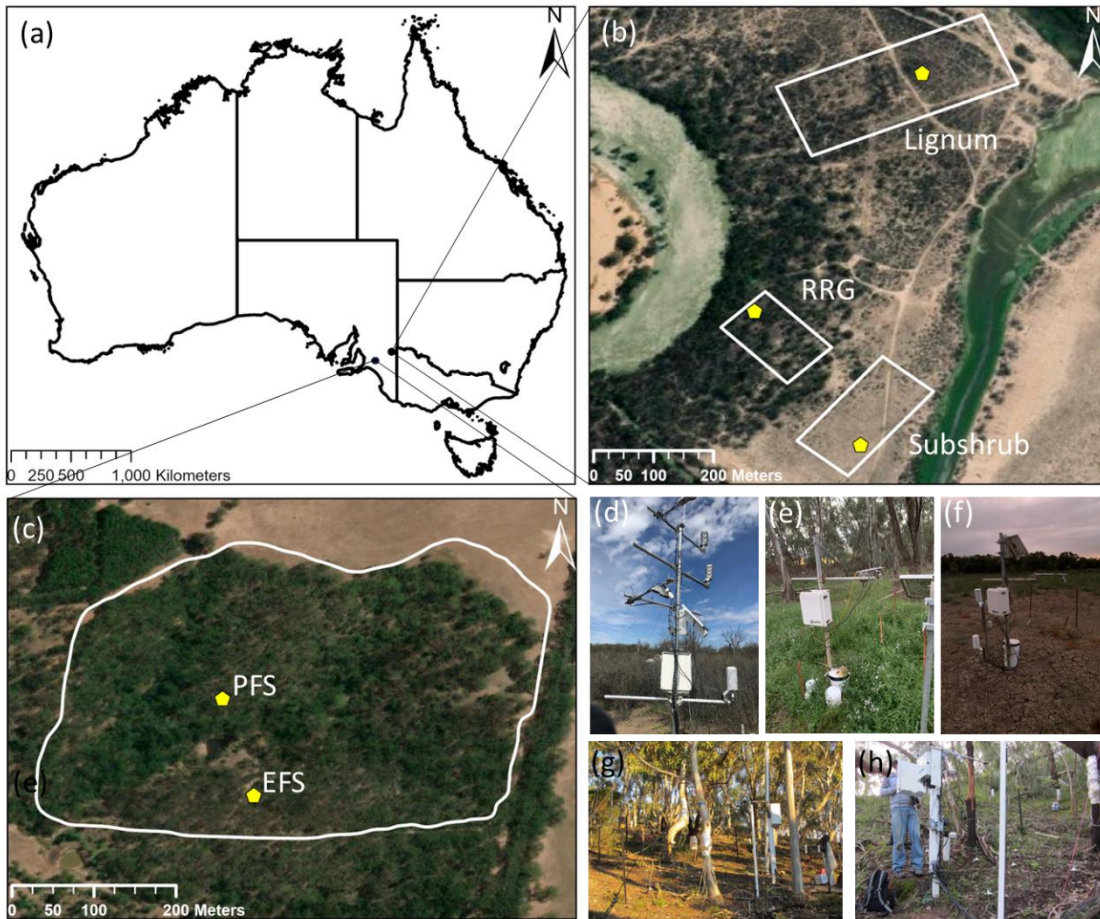 (a)
N
0 250 500 1,000 Kilometers
(b)
N
Lignum
RRG
Subshrub
0 50 100 200 Meters
(c)
N
PFS
EFS
(e)
0 50 100 200 Meters
(d)
(e)
(f)
(g)
(h)